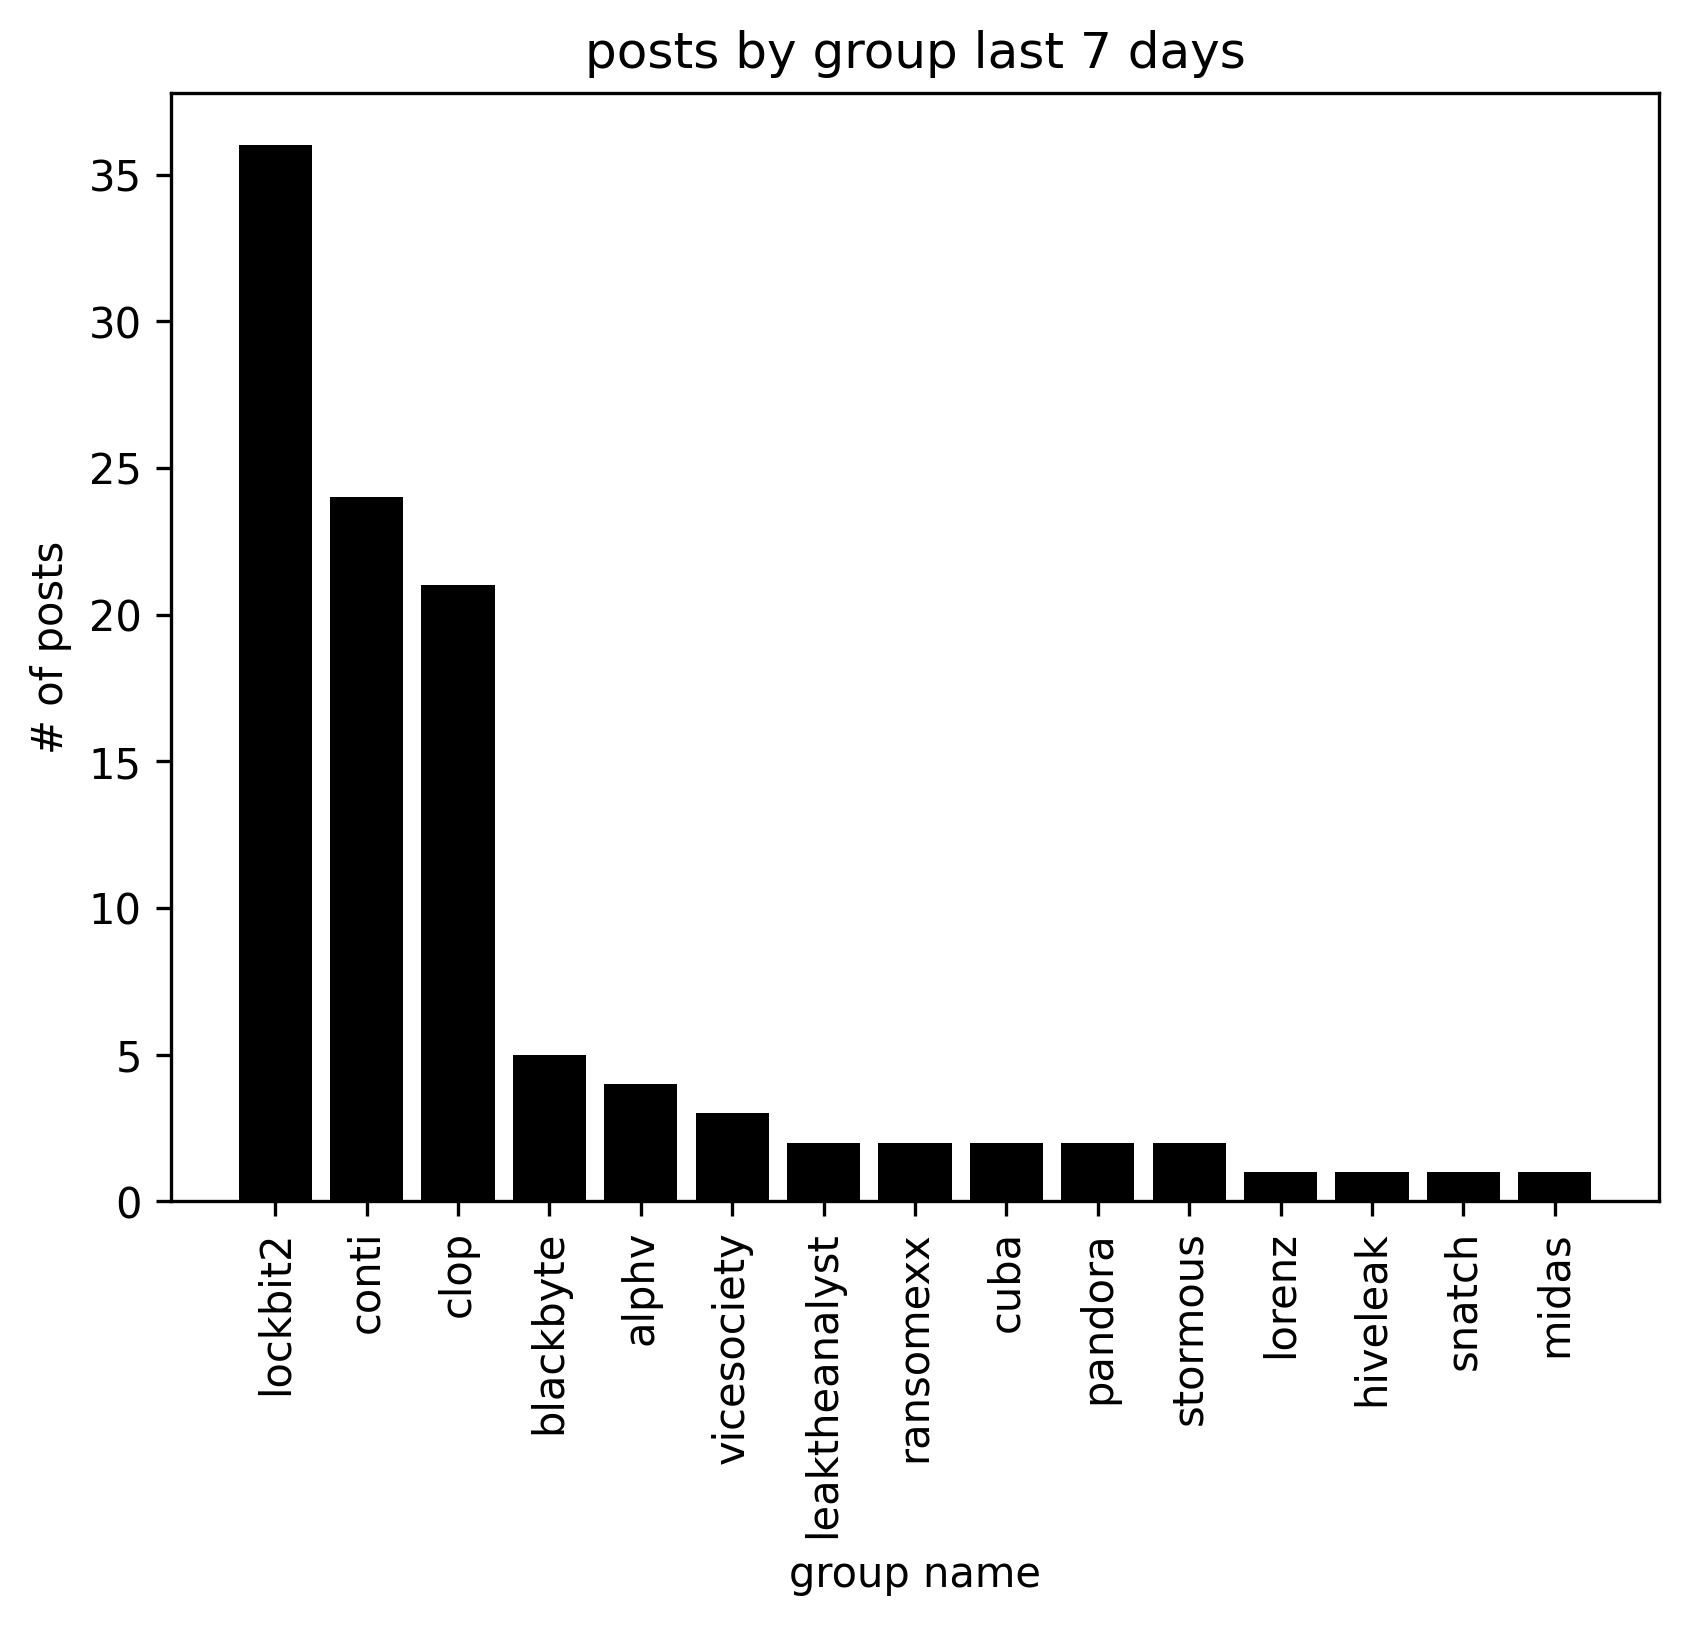 posts by group last 7 days
# of posts
35
30
25
20
15
10
5
0
lockbit2
conti
clop
blackbyte
alphv
vicesociety
leaktheanalyst
ransomexx
cuba
pandora
stormous
lorenz
hiveleak
snatch
midas
group name